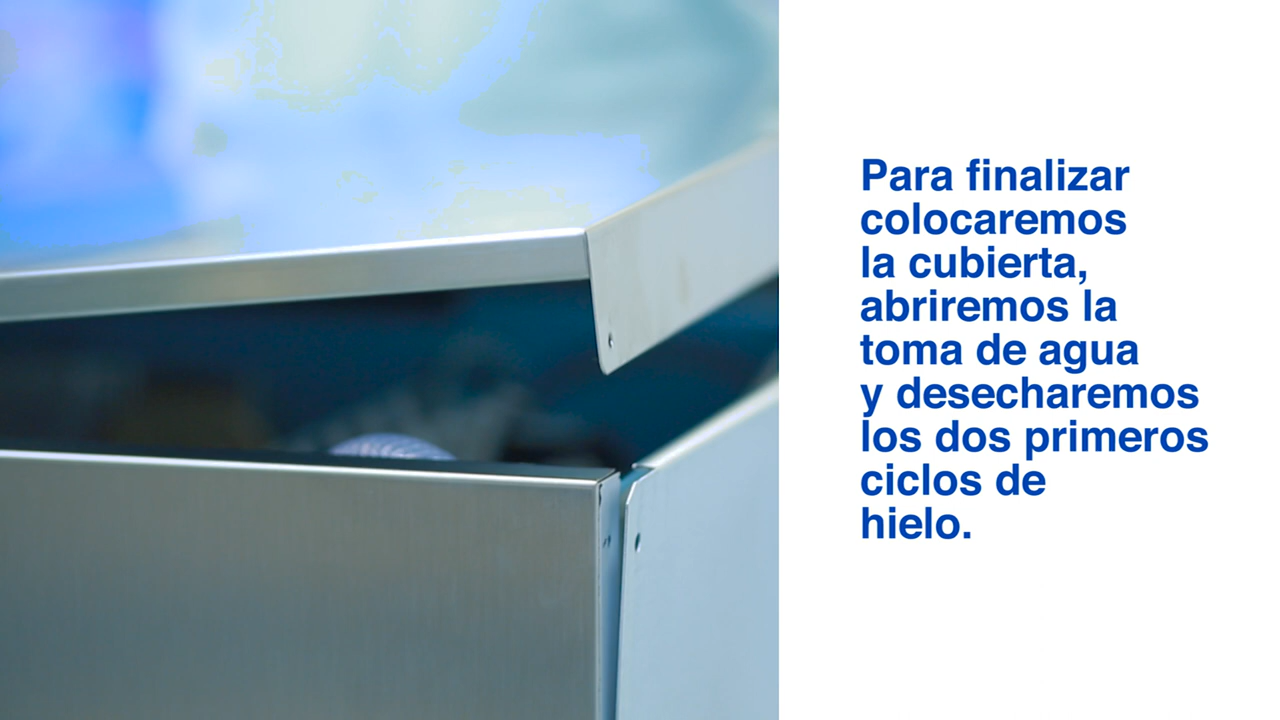 Para finalizar
colocaremos
la cubierta,
abriremos la
toma de agua
y desecharemos
los dos primeros
ciclos de
hielo.